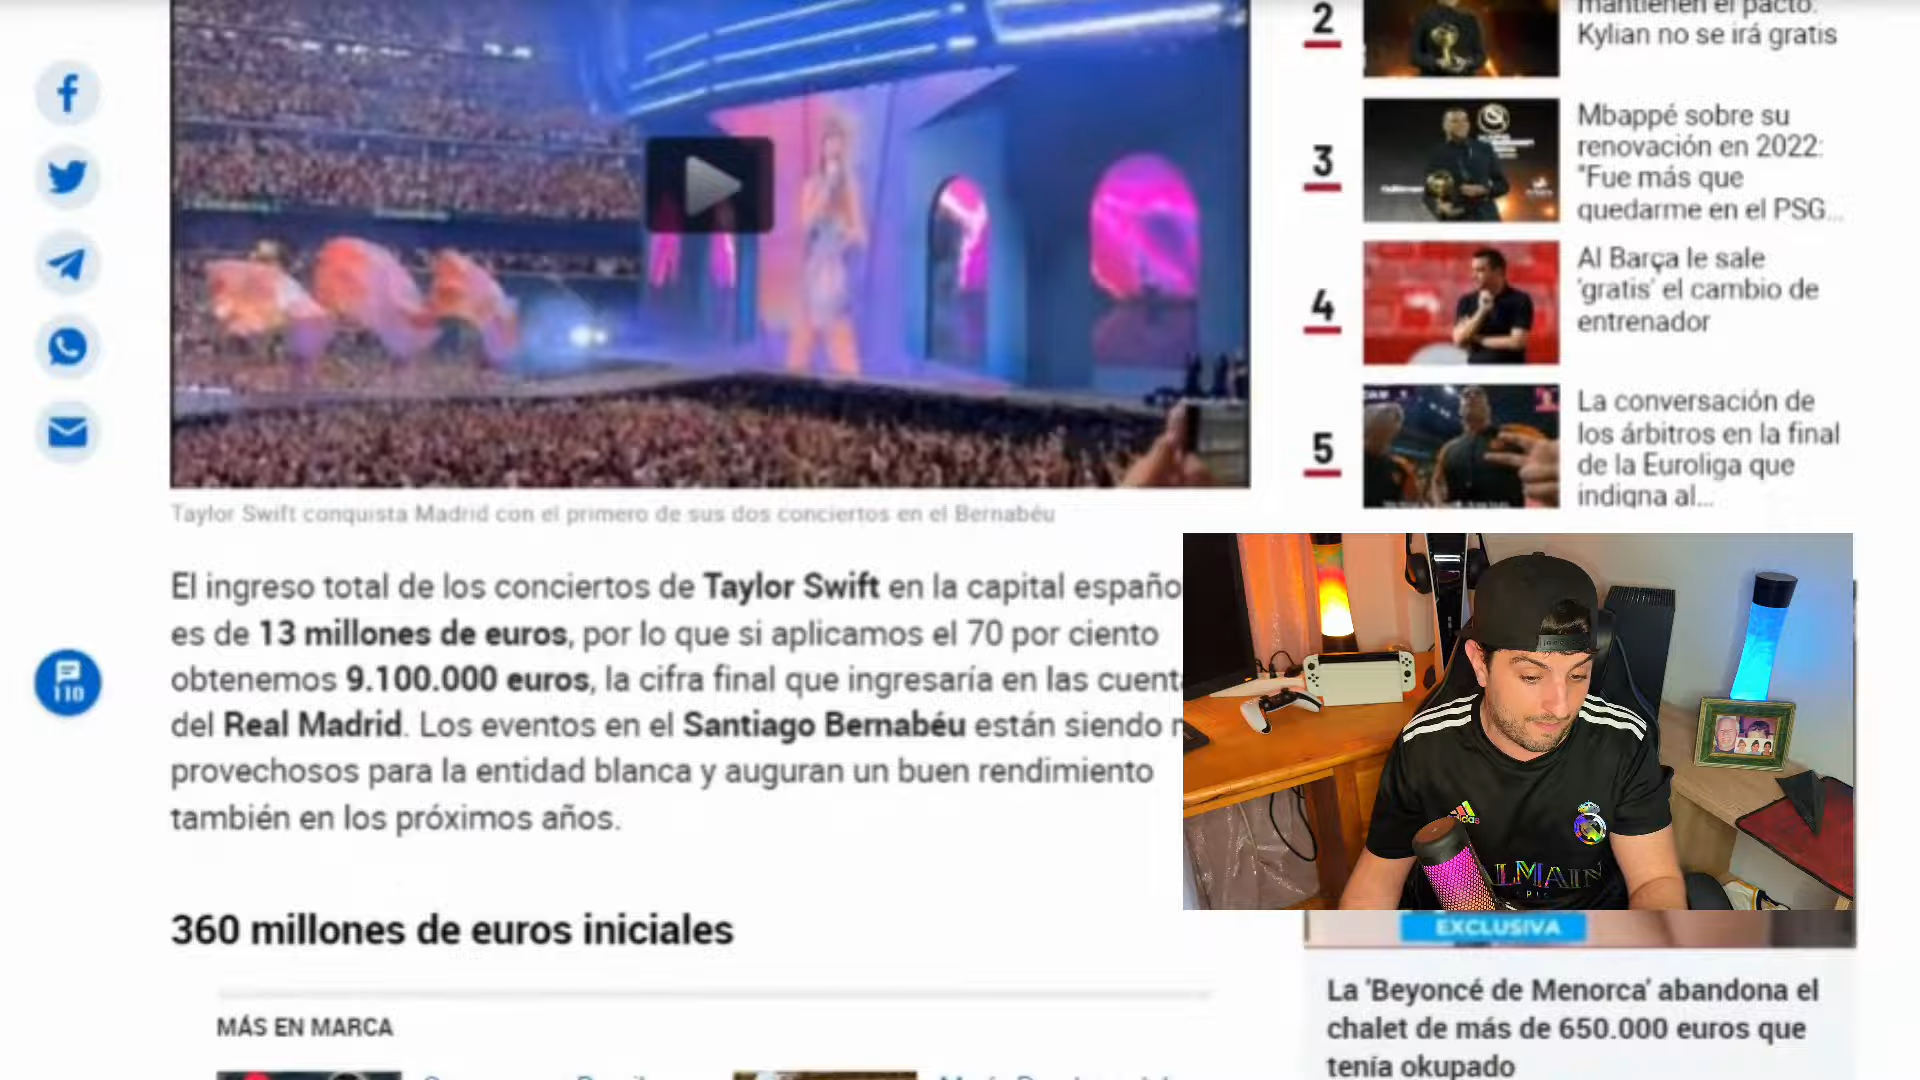 2
mantienen el pacto:
Kylian no se irá gratis
3
Mbappé sobre su
renovación en 2022:
"Fue más que
quedarme en el PSG...
4
Al Barça le sale
'gratis' el cambio de
entrenador
5
La conversación de
los árbitros en la final
de la Euroliga que
indigna al...
Taylor Swift conquista Madrid con el primero de sus dos conciertos en el Bernabéu
El ingreso total de los conciertos de Taylor Swift en la capital españo
es de 13 millones de euros, por lo que si aplicamos el 70 por ciento
obtenemos 9.100.000 euros, la cifra final que ingresaría en las cuent
del Real Madrid. Los eventos en el Santiago Bernabéu están siendo
provechosos para la entidad blanca y auguran un buen rendimiento
también en los próximos años.
110
adidas
LMAIN
360 millones de euros iniciales
MÁS EN MARCA
EXCLUSIVA
La 'Beyoncé de Menorca' abandona el
chalet de más de 650.000 euros que
tenía okupado